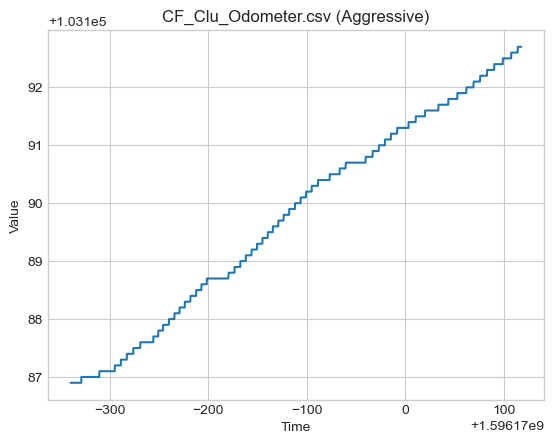 CF_Clu_Odometer.csv (Aggressive)
+1.031e5
92
91
90
89
88
87
Value
−300
−200
−100
0
100
Time
+1.59617e9